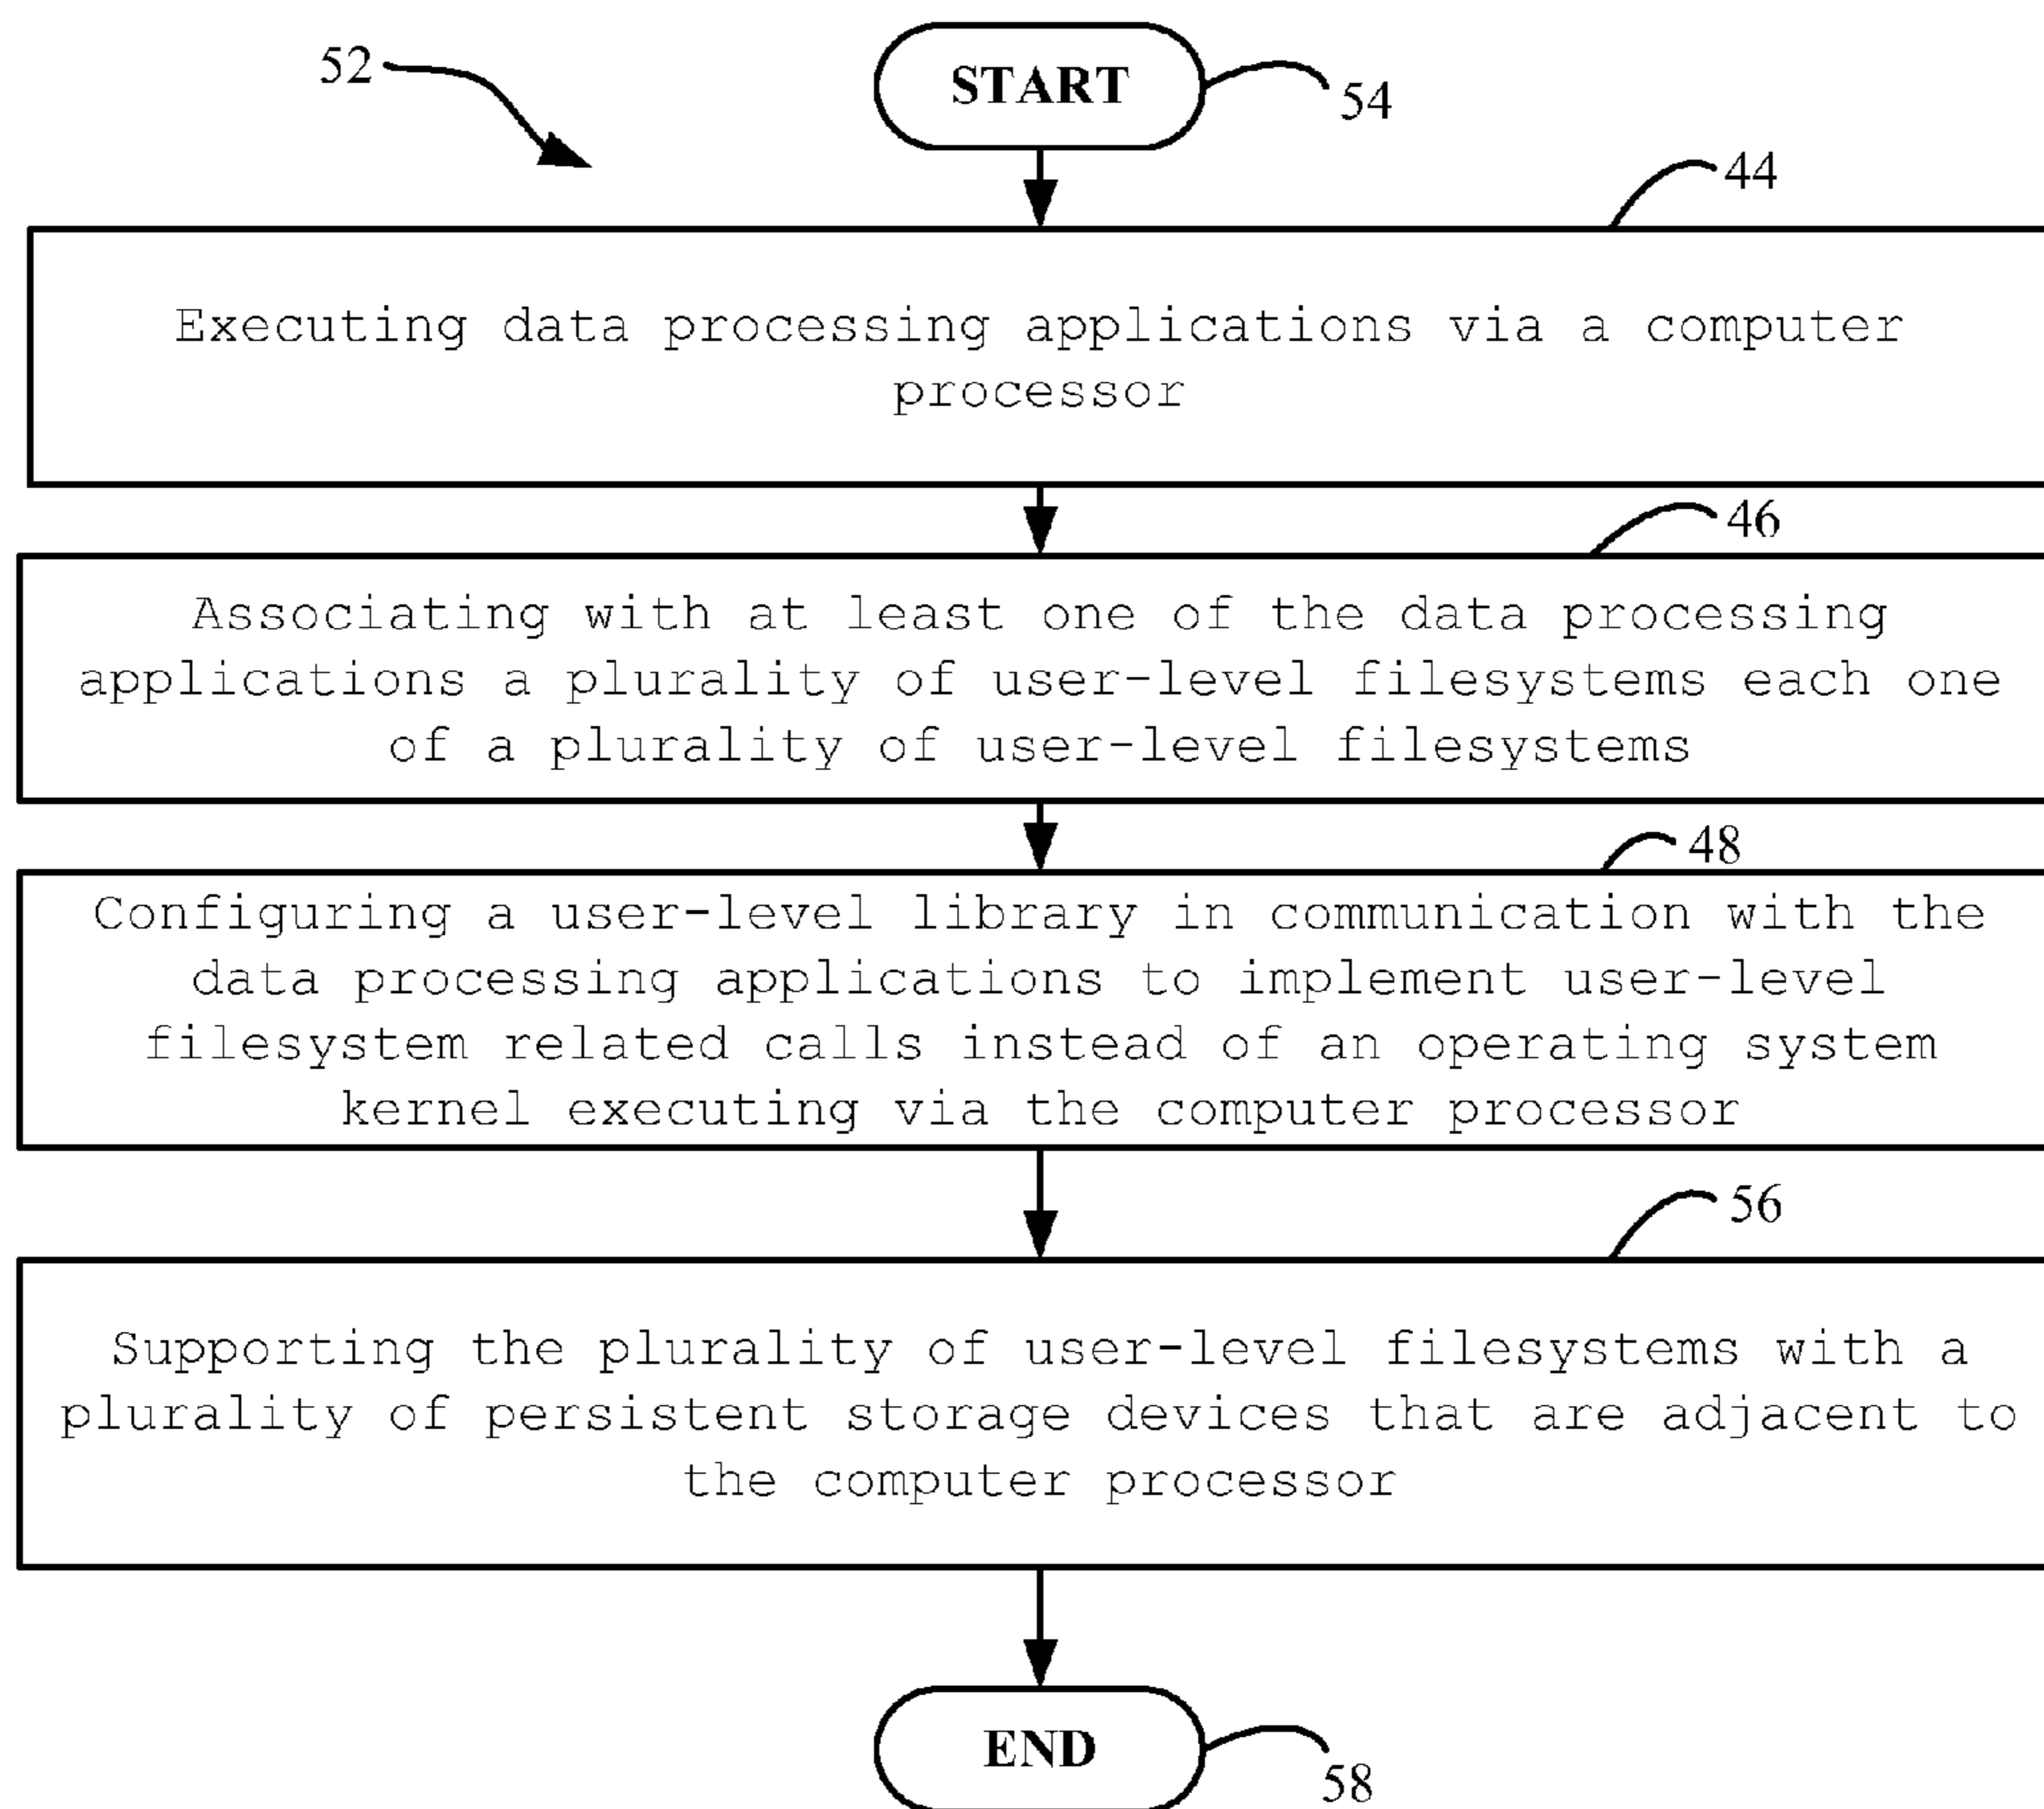 52
START
54
44
Executing data processing applications via a computer
processor
46
Associating with at least one of the data processing
applications a plurality of user-level filesystems each one
of a plurality of user-level filesystems
48
Configuring a user-level library in communication with the
data processing applications to implement user-level
filesystem related calls instead of an operating system
kernel executing via the computer processor
56
Supporting the plurality of user-level filesystems with a
plurality of persistent storage devices that are adjacent to
the computer processor
END
58